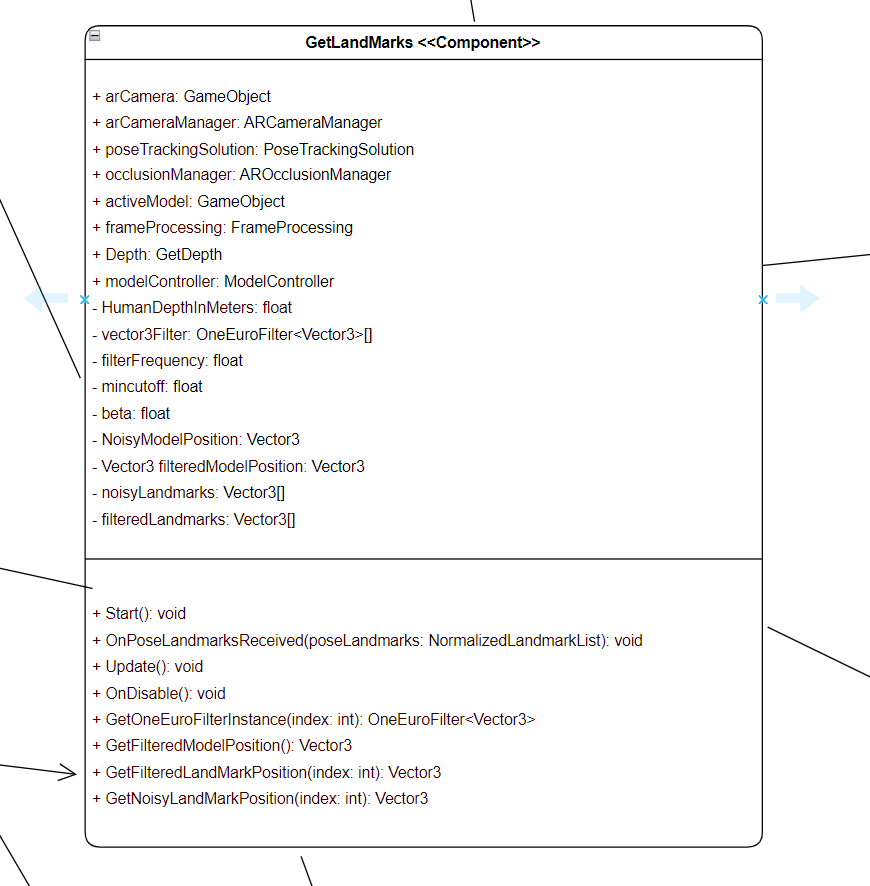 GetLandMarks <<Component>>
+ arCamera: GameObject
+ arCameraManager: ARCameraManager
+ poseTrackingSolution: PoseTrackingSolution
+ occlusionManager: AROcclusionManager
+ activeModel: GameObject
+ frameProcessing: FrameProcessing
+ Depth: GetDepth
+ modelController: ModelController
- HumanDepthInMeters: float
- vector3Filter: OneEuroFilter<Vector3>[]
- filterFrequency: float
- mincutoff: float
- beta: float
- NoisyModelPosition: Vector3
- Vector3 filteredModelPosition: Vector3
- noisyLandmarks: Vector3[]
- filteredLandmarks: Vector3[]
+ Start(): void
+ OnPoseLandmarksReceived(poseLandmarks: NormalizedLandmarkList): void
+ Update(): void
+ OnDisable(): void
+ GetOneEuroFilterInstance(index: int): OneEuroFilter<Vector3>
+ GetFilteredModelPosition(): Vector3
+ GetFilteredLandMarkPosition(index: int): Vector3
+ GetNoisyLandMarkPosition(index: int): Vector3